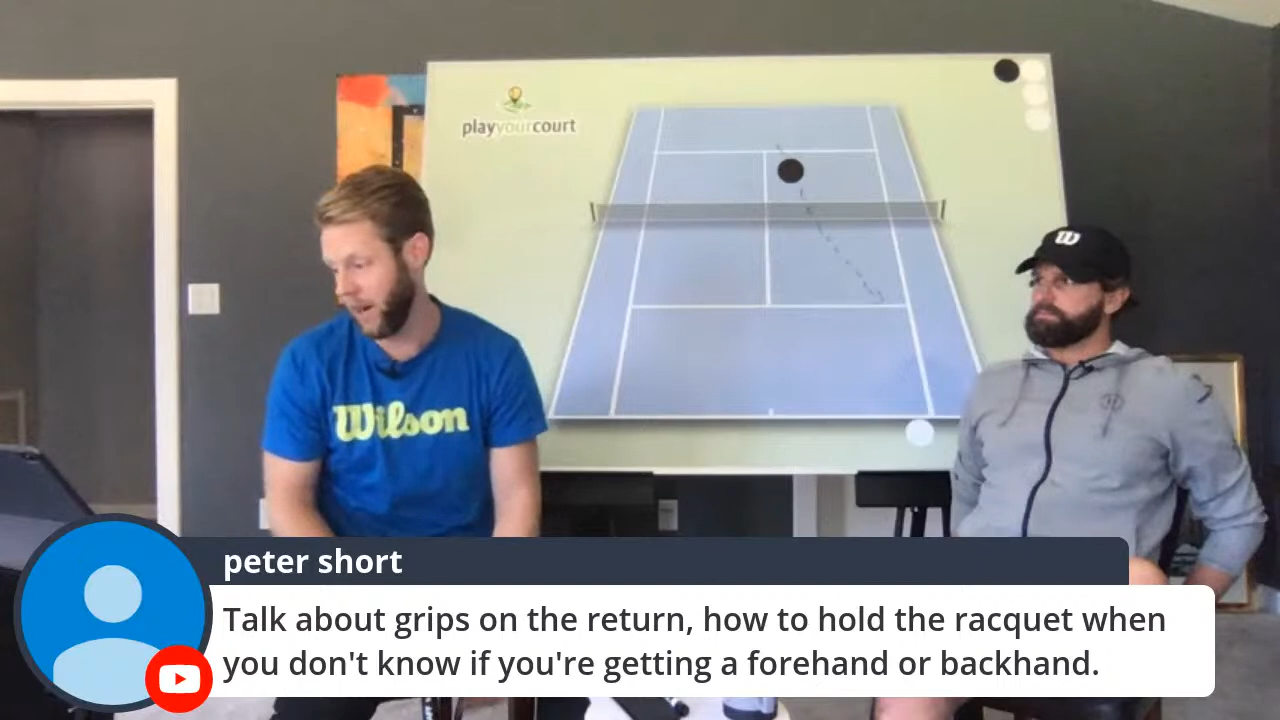 playyourcourt
W
Wilson
peter short
Talk about grips on the return, how to hold the racquet when
you don't know if you're getting a forehand or backhand.